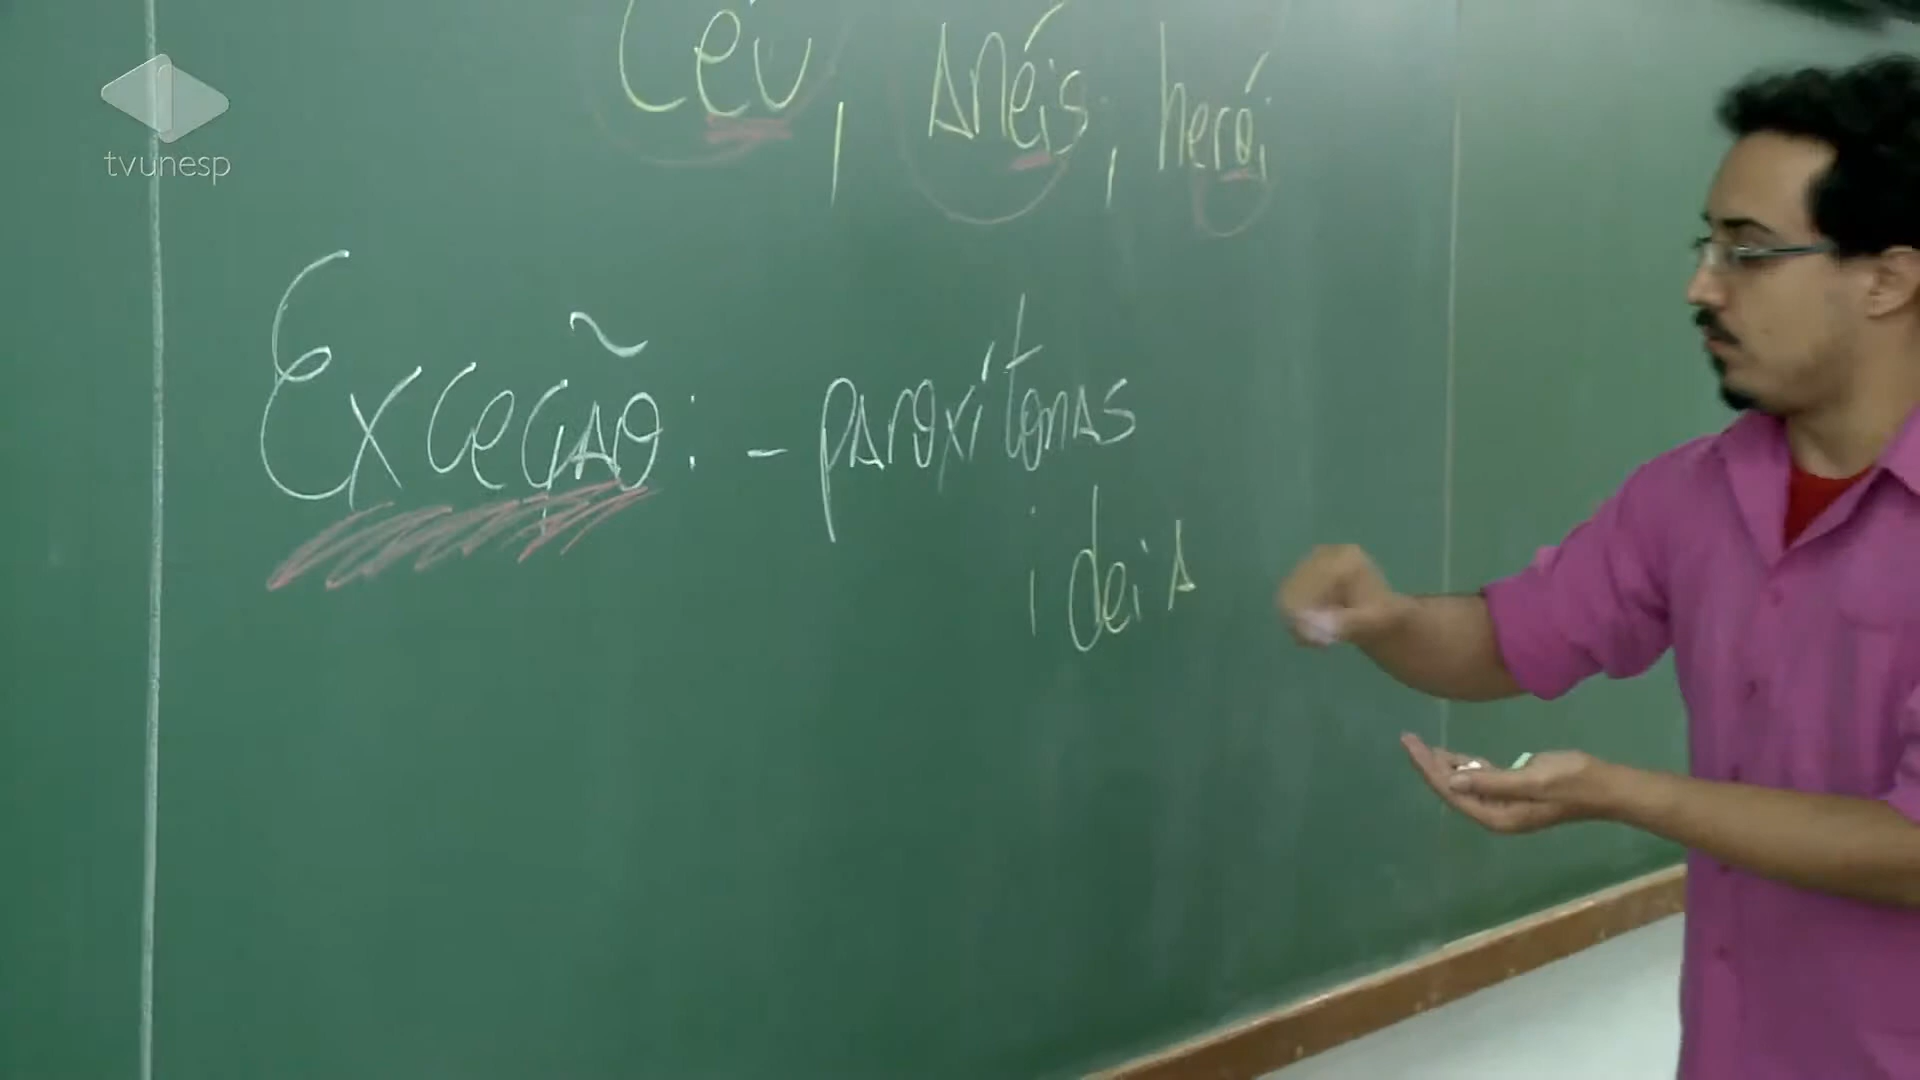 tvunesp
Céu, Anéis, herói
Exceção: - paroxítonas
ideia